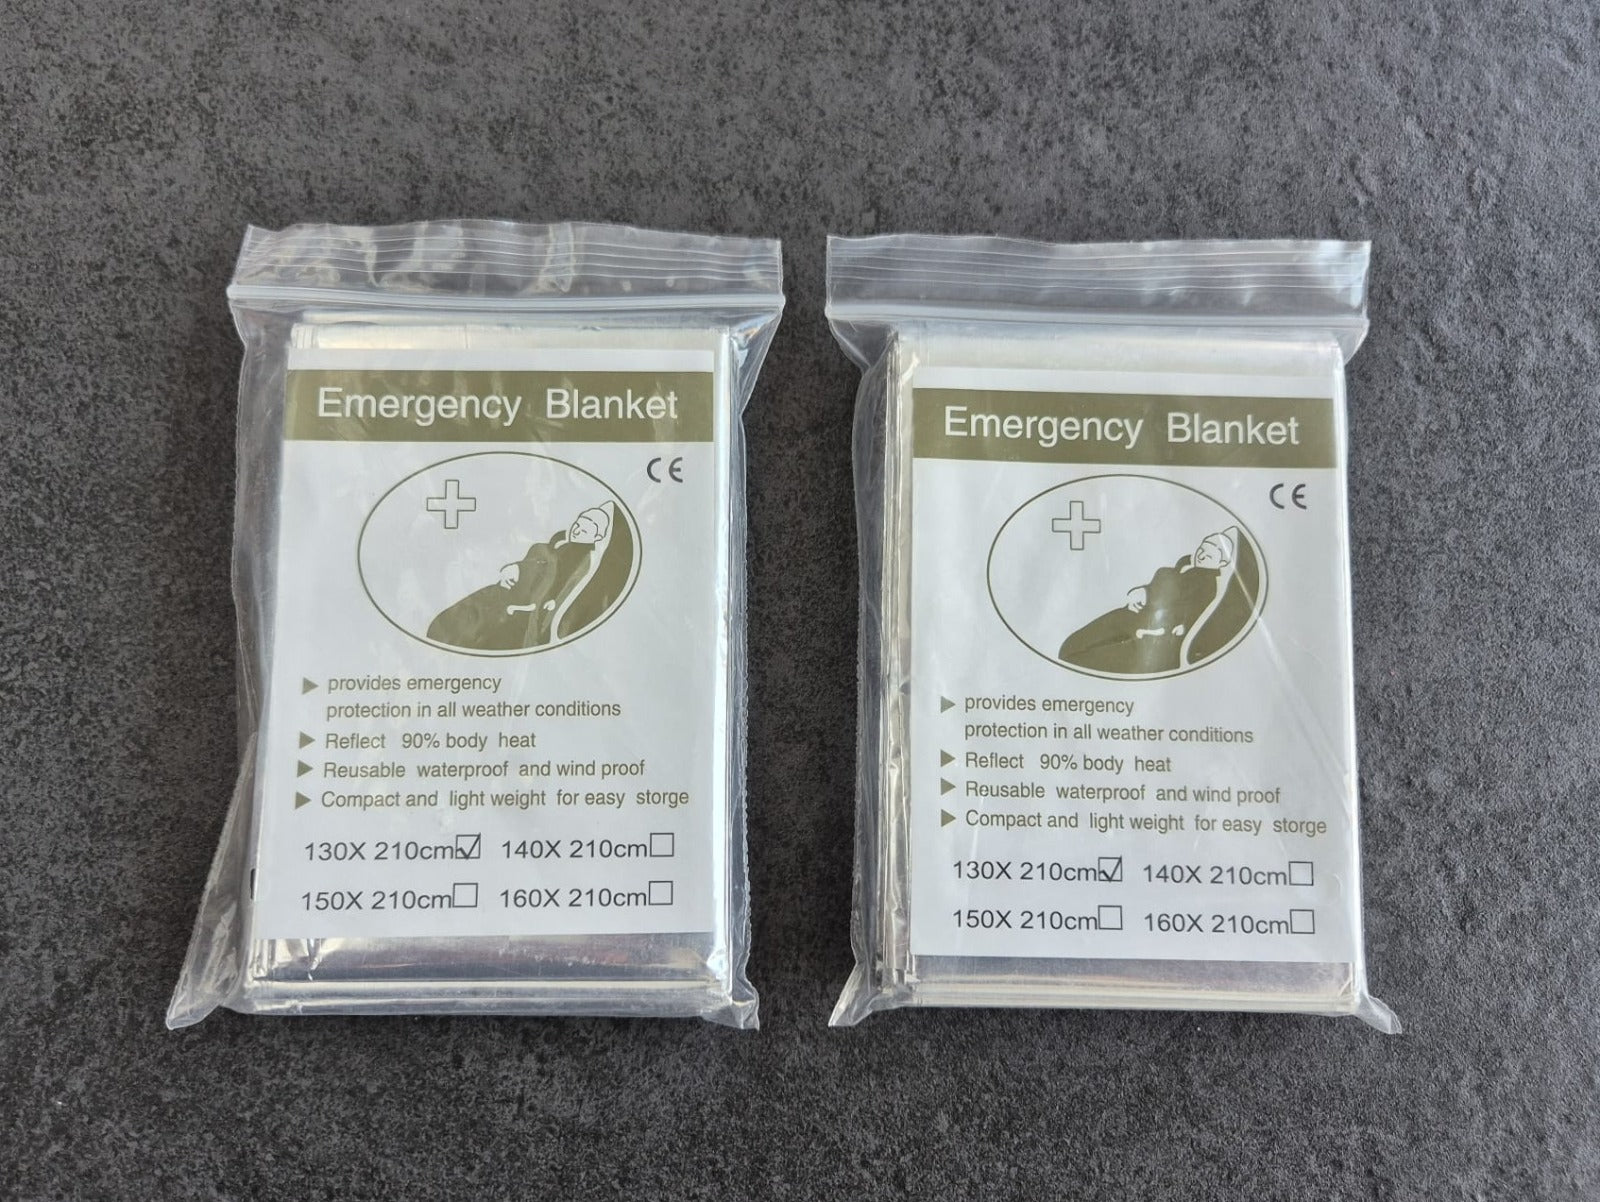 Emergency Blanket
CE
provides emergency
protection in all weather conditions
Reflect 90% body heat
Reusable waterproof and wind proof
Compact and light weight for easy storge
130X 210cm☑ 140X 210cm☐
150X 210cm☐ 160X 210cm☐
Emergency Blanket
CE
provides emergency
protection in all weather conditions
Reflect 90% body heat
Reusable waterproof and wind proof
Compact and light weight for easy storge
130X 210cm☑ 140X 210cm☐
150X 210cm☐ 160X 210cm☐